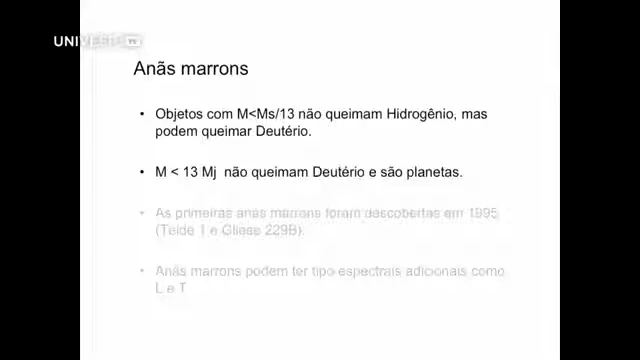 UNIVESP TV
Anãs marrons
• Objetos com M<Ms/13 não queimam Hidrogênio, mas
podem queimar Deutério.
• M < 13 Mj não queimam Deutério e são planetas.
• As primeiras anãs marrons foram descobertas em 1995
(Teide 1 e Gliese 229B).
• Anãs marrons podem ter tipo espectrais adicionais como
L e T